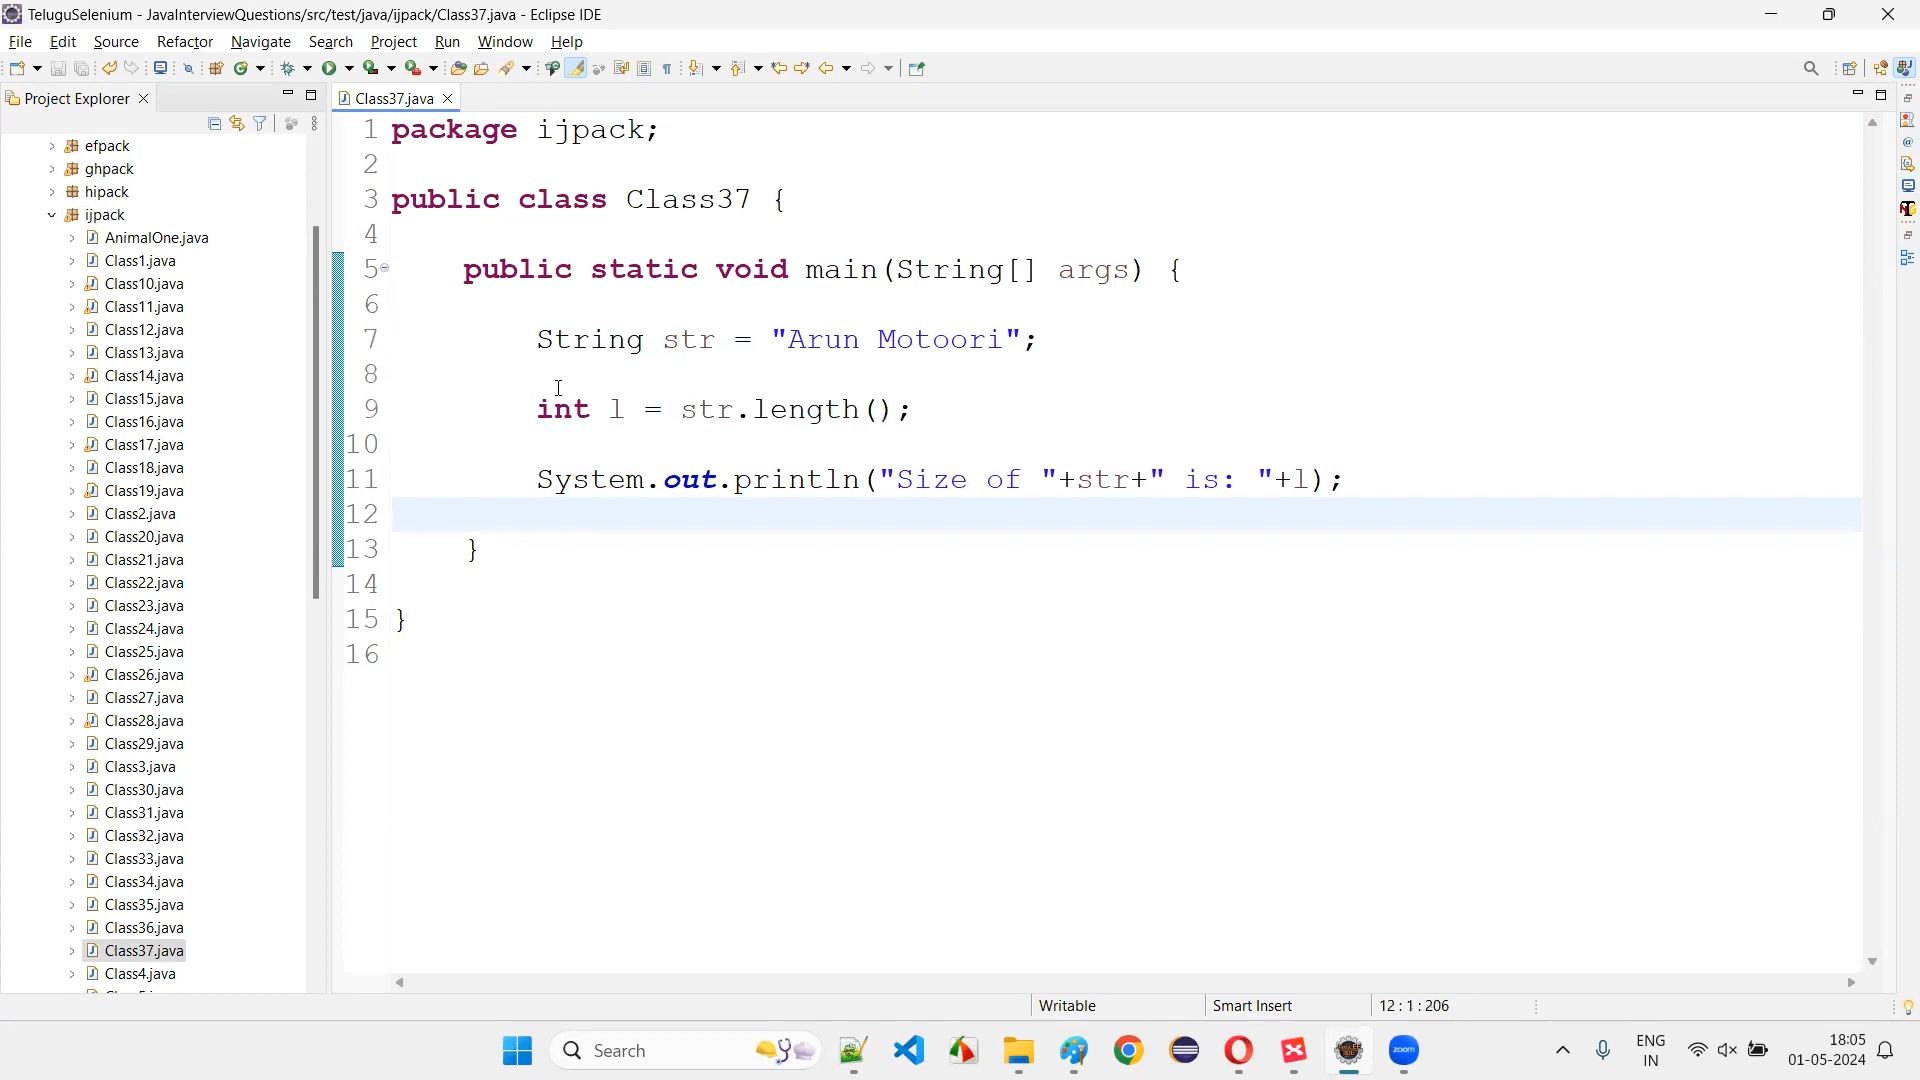 TeluguSelenium - JavaInterviewQuestions/src/test/java/ijpack/Class37.java - Eclipse IDE
File Edit Source Refactor Navigate Search Project Run Window Help
Project Explorer
efpack
ghpack
hipack
ijpack
AnimalOne.java
Class1.java
Class10.java
Class11.java
Class12.java
Class13.java
Class14.java
Class15.java
Class16.java
Class17.java
Class18.java
Class19.java
Class2.java
Class20.java
Class21.java
Class22.java
Class23.java
Class24.java
Class25.java
Class26.java
Class27.java
Class28.java
Class29.java
Class3.java
Class30.java
Class31.java
Class32.java
Class33.java
Class34.java
Class35.java
Class36.java
Class37.java
Class4.java
Class37.java
1 package ijpack;
2
3 public class Class37 {
4
5 public static void main(String[] args) {
6
7 String str = "Arun Motoori";
8
9 int l = str.length();
10
11 System.out.println("Size of "+str+" is: "+l);
12
13 }
14
15 }
16
Writable Smart Insert 12 : 1 : 206
Search
zoom
ENG
IN
18:05
01-05-2024